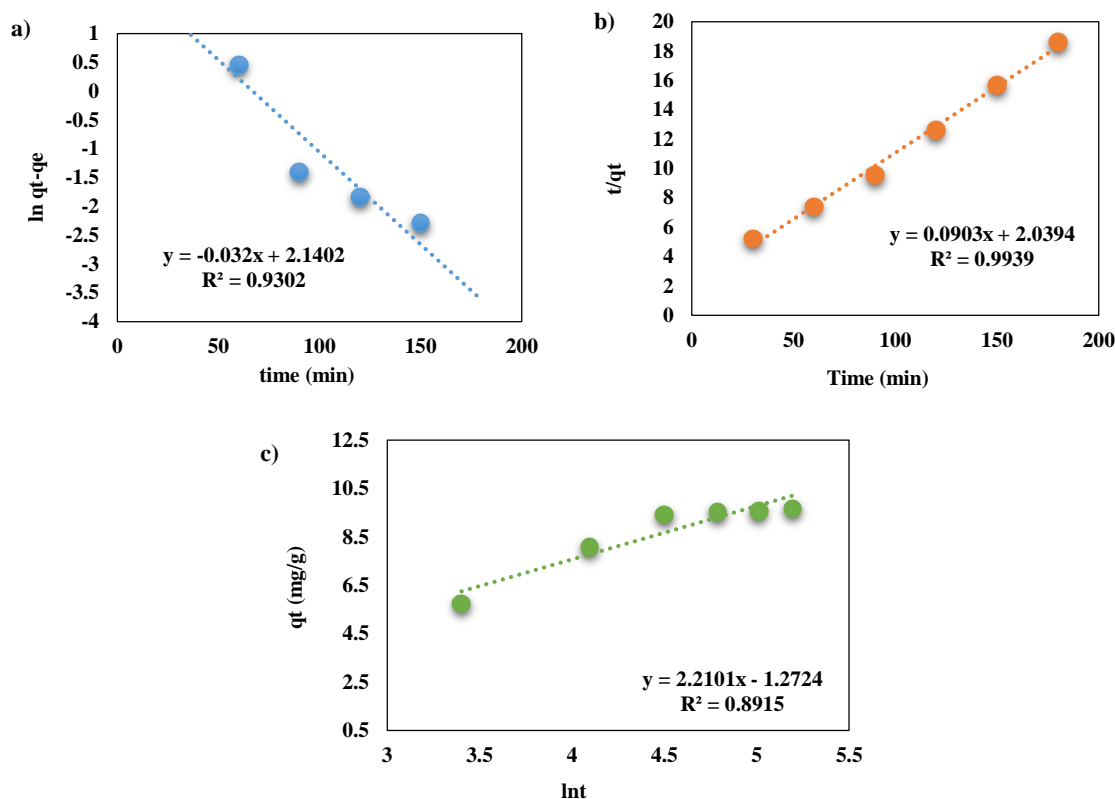 a)
1
0.5
0
-0.5
-1
-1.5
-2
-2.5
-3
-3.5
-4
ln qt-qe
y = -0.032x + 2.1402
R² = 0.9302
0 50 100 150 200
time (min)
b)
20
18
16
14
12
10
8
6
4
2
0
t/qt
y = 0.0903x + 2.0394
R² = 0.9939
0 50 100 150 200
Time (min)
c)
12.5
10.5
8.5
6.5
4.5
2.5
0.5
qt (mg/g)
y = 2.2101x - 1.2724
R² = 0.8915
3 3.5 4 4.5 5 5.5
lnt